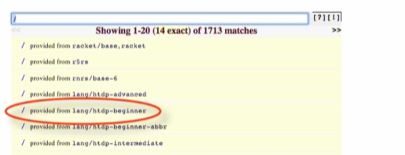 /
[?][!]
<<
Showing 1-20 (14 exact) of 1713 matches
>>
/ provided from racket/base, racket
/ provided from r5rs
/ provided from rnrs/base-6
/ provided from lang/htdp-advanced
/ provided from lang/htdp-beginner
/ provided from lang/htdp-beginner-abbr
/ provided from lang/htdp-intermediate